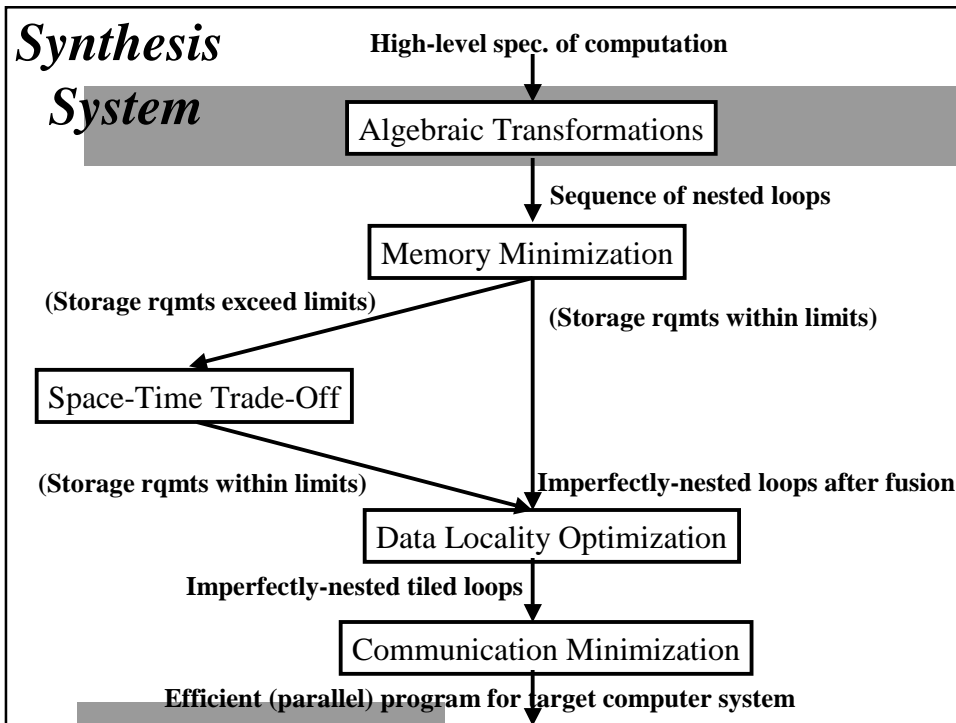 Synthesis
System
High-level spec. of computation
Algebraic Transformations
Sequence of nested loops
Memory Minimization
(Storage rqmts exceed limits)
(Storage rqmts within limits)
Space-Time Trade-Off
(Storage rqmts within limits)
Imperfectly-nested loops after fusion
Data Locality Optimization
Imperfectly-nested tiled loops
Communication Minimization
Efficient (parallel) program for target computer system